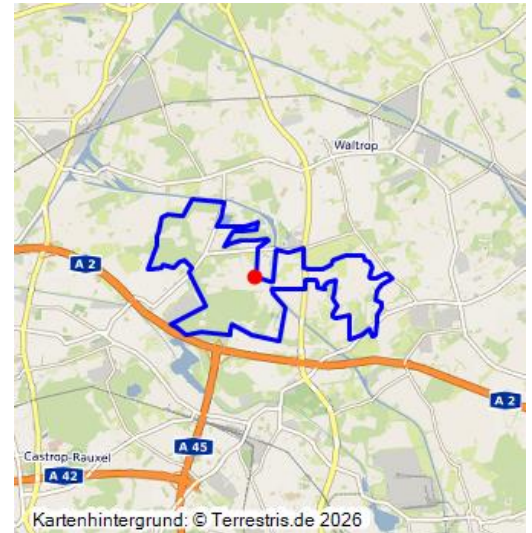 Waltrop
A 2
A 2
A 45
Castrop-Rauxel
A 42
Kartenhintergrund: © Terrestris.de 2026